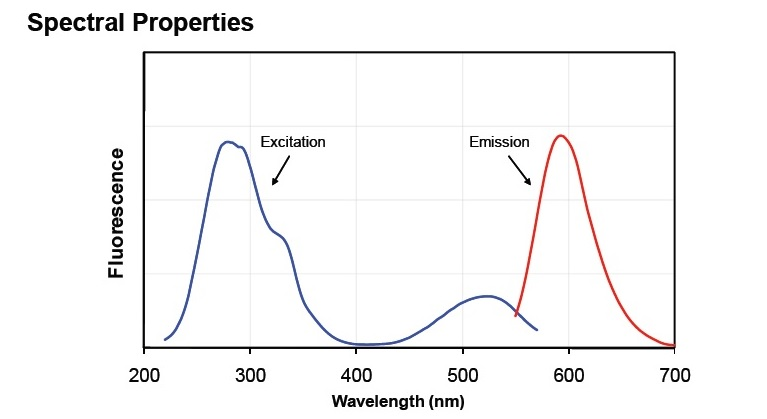 Spectral Properties
Excitation
Emission
Fluorescence
200 300 400 500 600 700
Wavelength (nm)